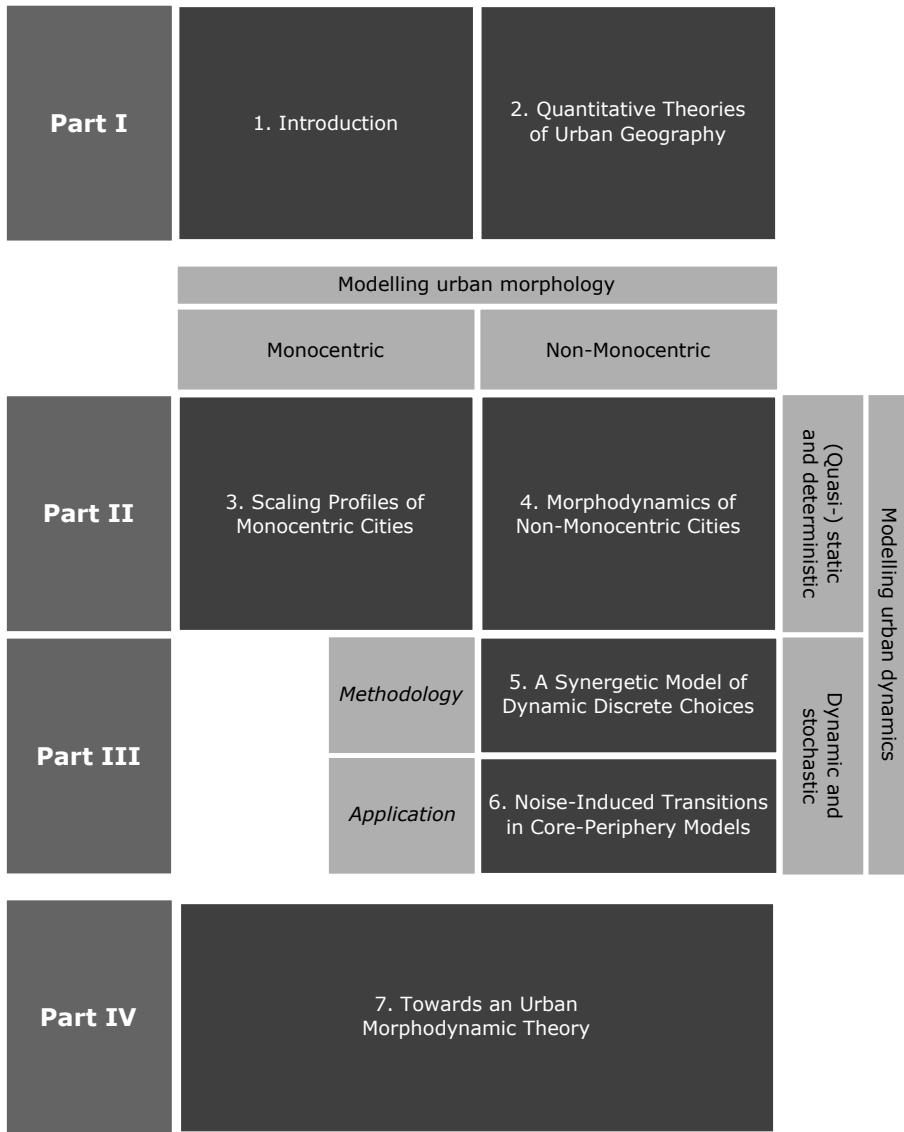 Part I
1. Introduction
2. Quantitative Theories
of Urban Geography
Modelling urban morphology
Monocentric
Non-Monocentric
Part II
3. Scaling Profiles of
Monocentric Cities
4. Morphodynamics of
Non-Monocentric Cities
(Quasi-) static
and deterministic
Modelling urban dynamics
Part III
Methodology
5. A Synergetic Model of
Dynamic Discrete Choices
Dynamic and
stochastic
Application
6. Noise-Induced Transitions
in Core-Periphery Models
Part IV
7. Towards an Urban
Morphodynamic Theory